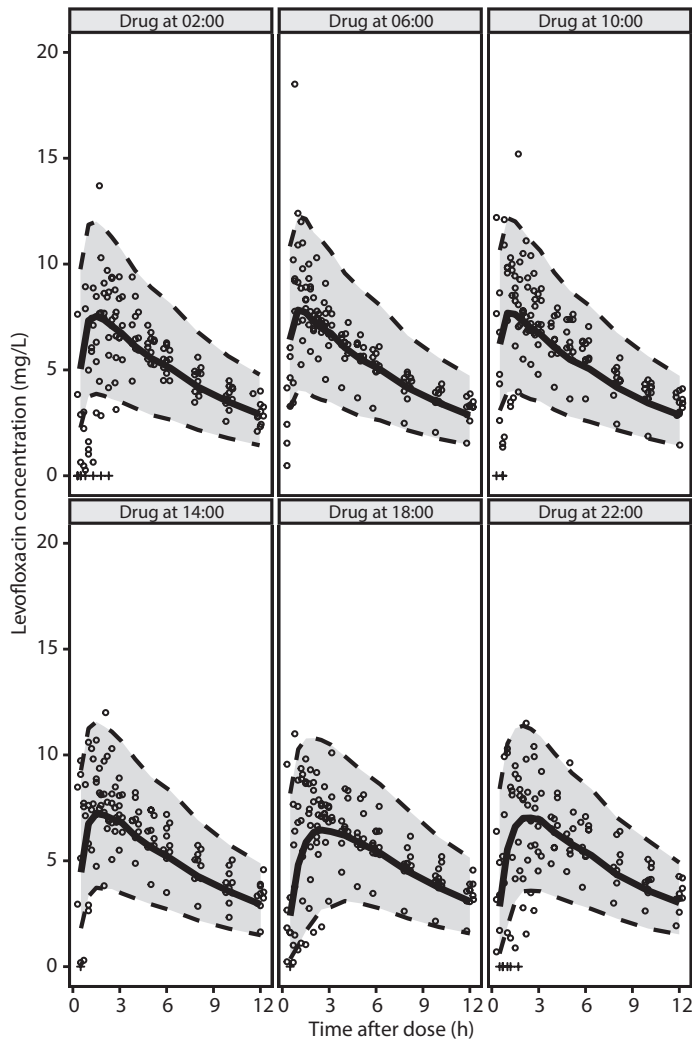 Drug at 02:00 Drug at 06:00 Drug at 10:00
20
15
10
5
0
Drug at 14:00 Drug at 18:00 Drug at 22:00
20
15
10
5
0
0 3 6 9 12 0 3 6 9 12 0 3 6 9 12
Time after dose (h)
Levofloxacin concentration (mg/L)